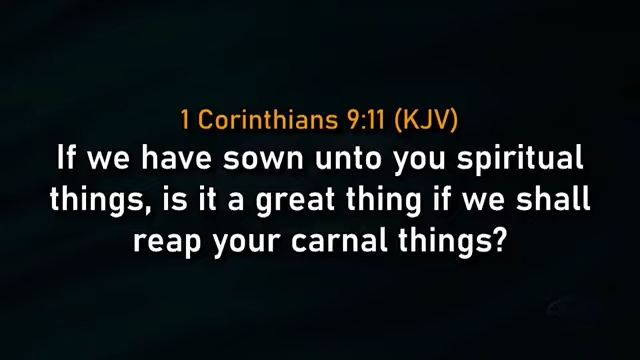 1 Corinthians 9:11 (KJV)
If we have sown unto you spiritual
things, is it a great thing if we shall
reap your carnal things?